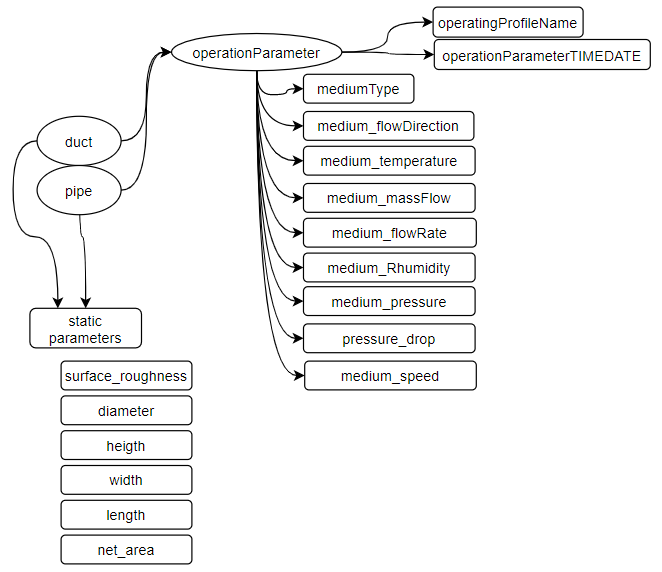 operatingProfileName
operationParameter
operationParameterTIMEDATE
mediumType
medium_flowDirection
duct
medium_temperature
pipe
medium_massFlow
medium_flowRate
medium_Rhumidity
medium_pressure
static
parameters
pressure_drop
medium_speed
surface_roughness
diameter
heigth
width
length
net_area